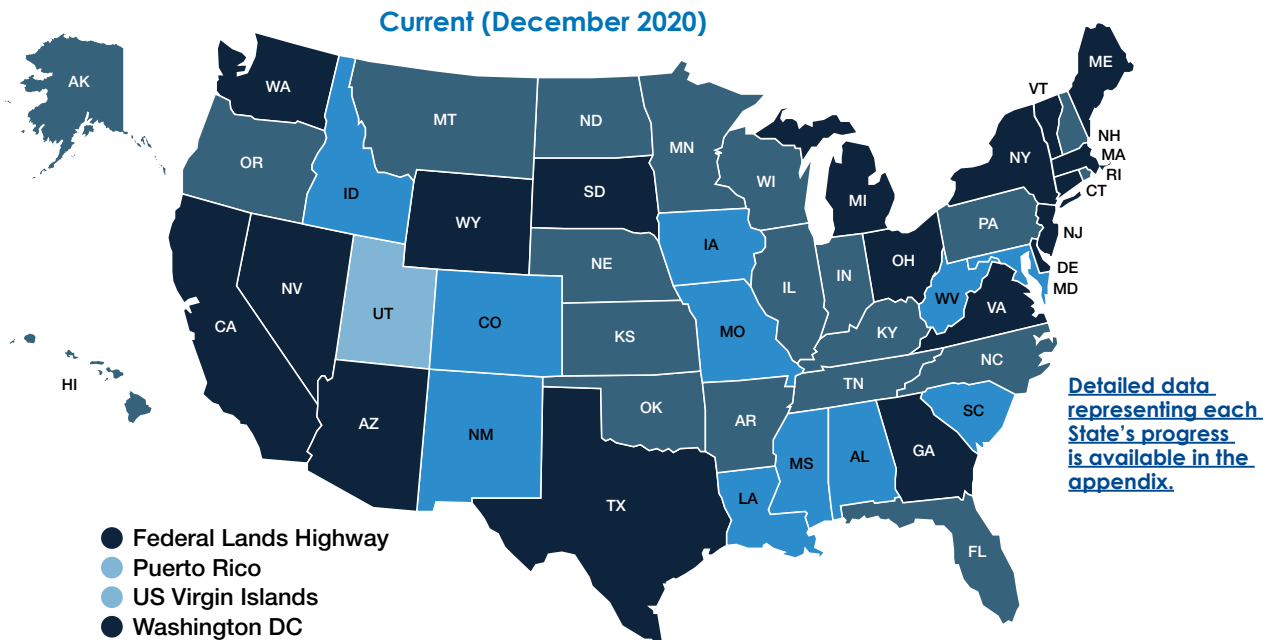 Current (December 2020)
AK
WA
MT
ND
MN
OR
ID
SD
WI
MI
VT
ME
NY
NH
MA
RI
CT
WY
NE
IA
PA
NJ
NV
UT
CO
IL
IN
OH
WV
DE
MD
VA
CA
KS
MO
KY
NC
HI
AZ
NM
OK
AR
TN
SC
MS
AL
GA
TX
LA
FL
Detailed data
representing each
State’s progress
is available in the
appendix.
Federal Lands Highway
Puerto Rico
US Virgin Islands
Washington DC